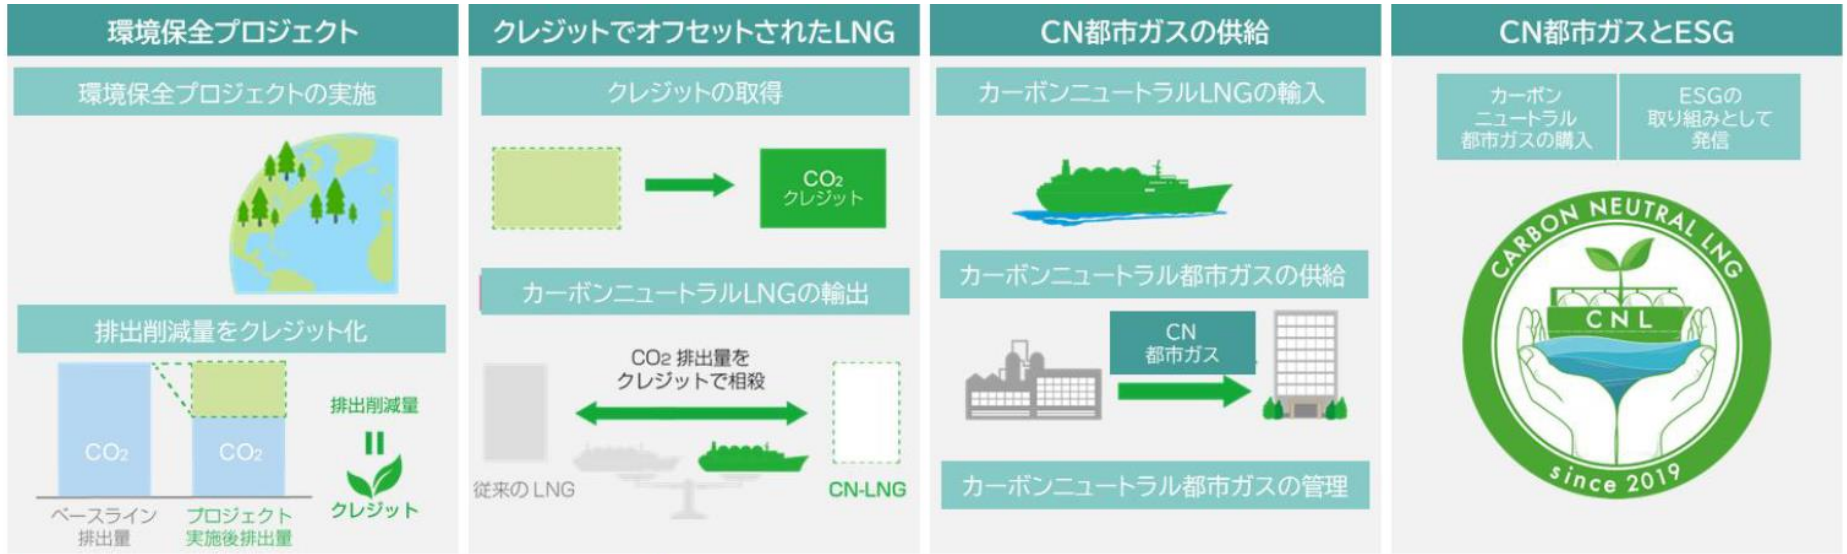 環境保全プロジェクト
環境保全プロジェクトの実施
排出削減量をクレジット化
CO₂
CO₂
排出削減量
クレジット
ベースライン
排出量
プロジェクト
実施後排出量
クレジットでオフセットされたLNG
クレジットの取得
CO₂
クレジット
カーボンニュートラルLNGの輸出
CO₂ 排出量を
クレジットで相殺
従来の LNG
CN-LNG
CN都市ガスの供給
カーボンニュートラルLNGの輸入
カーボンニュートラル都市ガスの供給
CN
都市ガス
カーボンニュートラル都市ガスの管理
CN都市ガスとESG
カーボン
ニュートラル
都市ガスの購入
ESGの
取り組みとして
発信
CARBON NEUTRAL LNG
CNL
since 2019